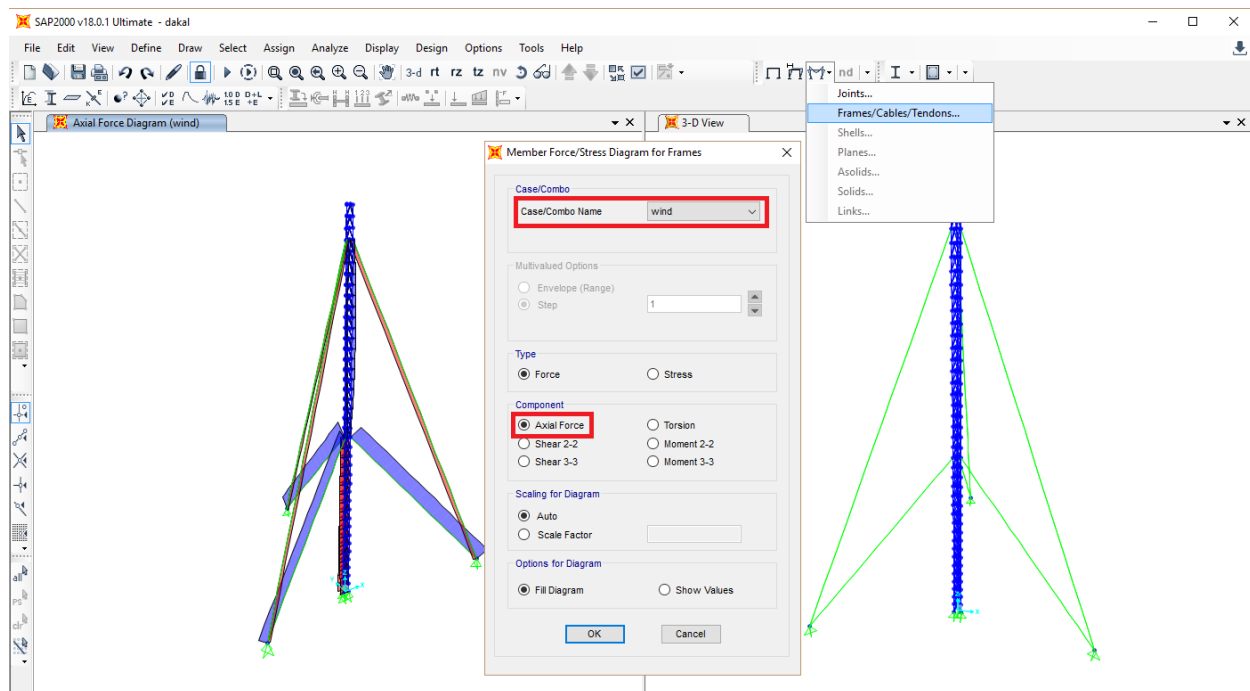 SAP2000 v18.0.1 Ultimate - dakal
File Edit View Define Draw Select Assign Analyze Display Design Options Tools Help
3-d rt rz tz nv nd
Axial Force Diagram (wind)
3-D View
Joints...
Frames/Cables/Tendons...
Shells...
Planes...
Asolids...
Solids...
Links...
Member Force/Stress Diagram for Frames
Case/Combo
Case/Combo Name wind
Multivalued Options
Envelope (Range)
Step 1
Type
Force Stress
Component
Axial Force Torsion
Shear 2-2 Moment 2-2
Shear 3-3 Moment 3-3
Scaling for Diagram
Auto
Scale Factor
Options for Diagram
Fill Diagram Show Values
OK Cancel
all
PS
clr